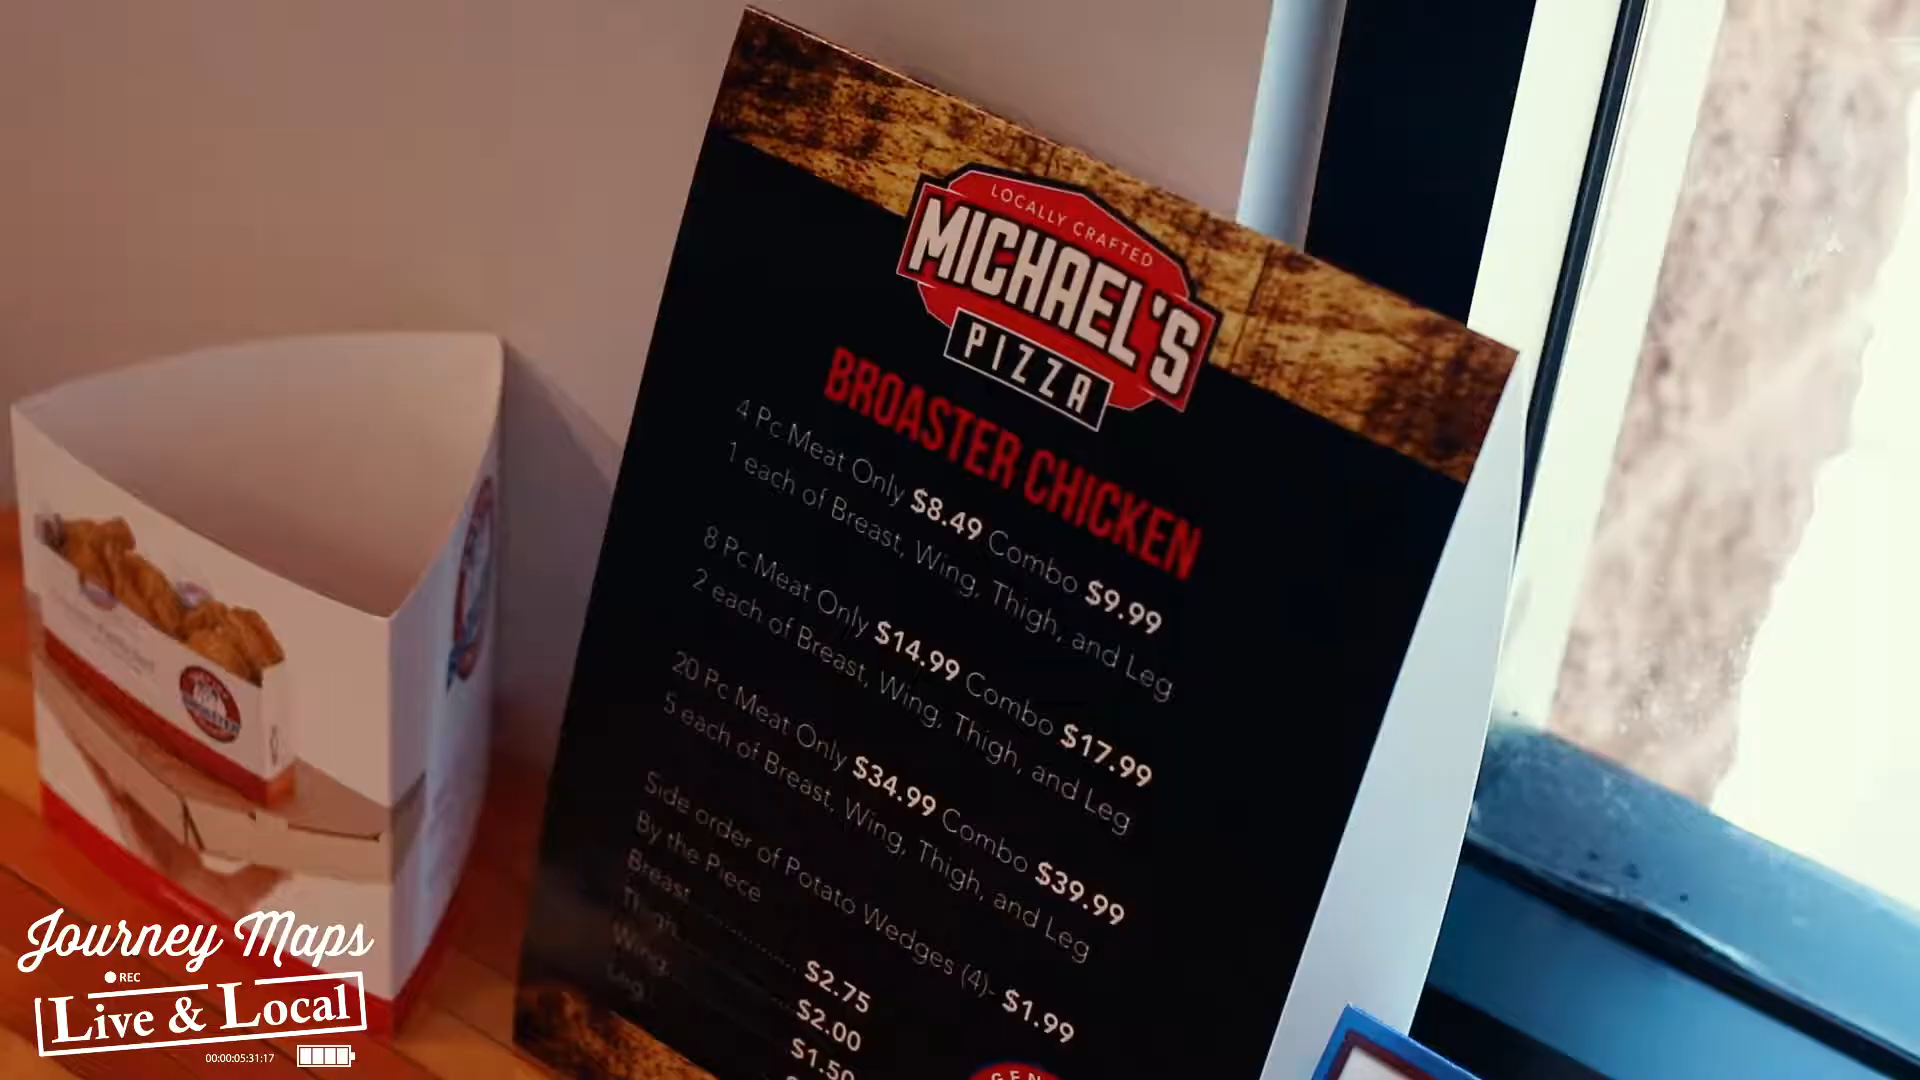 LOCALLY CRAFTED
MICHAEL'S
PIZZA
BROASTER CHICKEN
4 Pc Meat Only $8.49 Combo $9.99
1 each of Breast, Wing, Thigh, and Leg
8 Pc Meat Only $14.99 Combo $17.99
2 each of Breast, Wing, Thigh, and Leg
20 Pc Meat Only $34.99 Combo $39.99
5 each of Breast, Wing, Thigh, and Leg
Side order of Potato Wedges (4)- $1.99
By the Piece
Breast.................... $2.75
Thigh.................... $2.00
Wing.................... $1.50
Leg
GEN
Journey Maps
REC
Live & Local
00:00:05:31:17